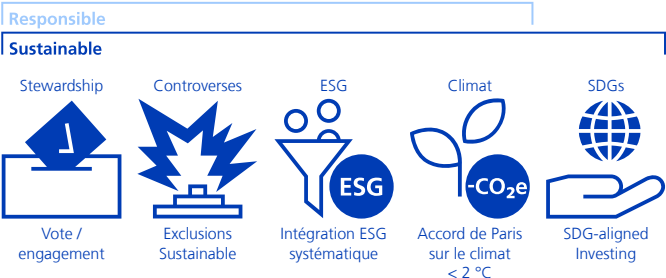 Responsible
Sustainable
Stewardship
Controverses
ESG
Climat
SDGs
ESG
-CO₂e
Vote /
engagement
Exclusions
Sustainable
Intégration ESG
systématique
Accord de Paris
sur le climat
< 2 °C
SDG-aligned
Investing